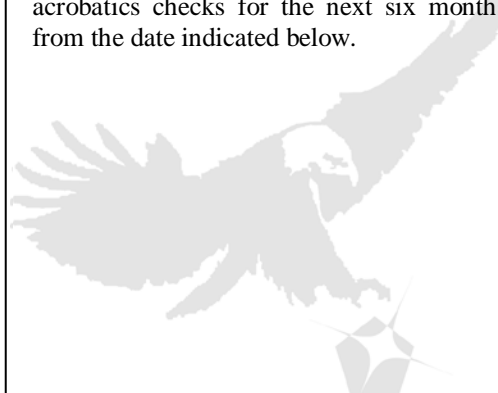 acrobatics checks for the next six month
from the date indicated below.